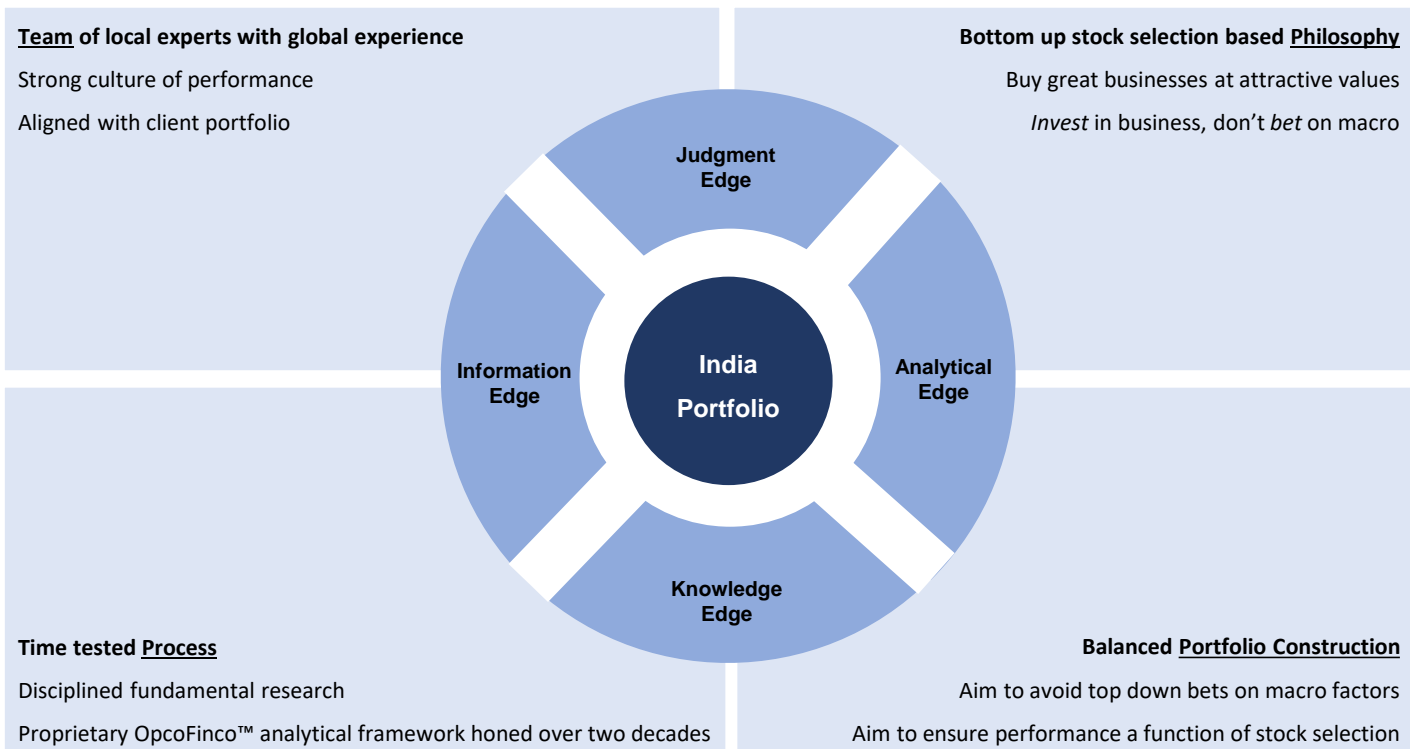 Team of local experts with global experience
Strong culture of performance
Aligned with client portfolio
Bottom up stock selection based Philosophy
Buy great businesses at attractive values
Invest in business, don’t bet on macro
Judgment
Edge
Information
Edge
India
Portfolio
Analytical
Edge
Knowledge
Edge
Time tested Process
Disciplined fundamental research
Proprietary OpcoFinco™ analytical framework honed over two decades
Balanced Portfolio Construction
Aim to avoid top down bets on macro factors
Aim to ensure performance a function of stock selection